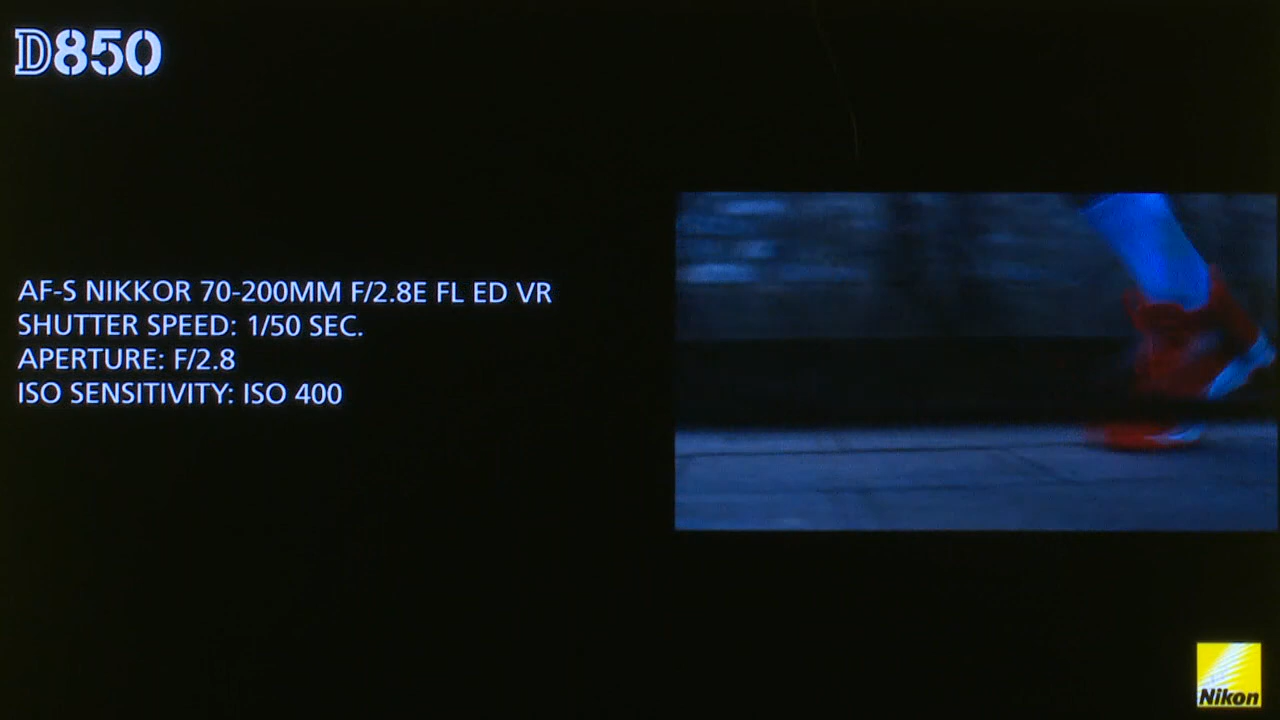 D850
AF-S NIKKOR 70-200MM F/2.8E FL ED VR
SHUTTER SPEED: 1/50 SEC.
APERTURE: F/2.8
ISO SENSITIVITY: ISO 400
Nikon